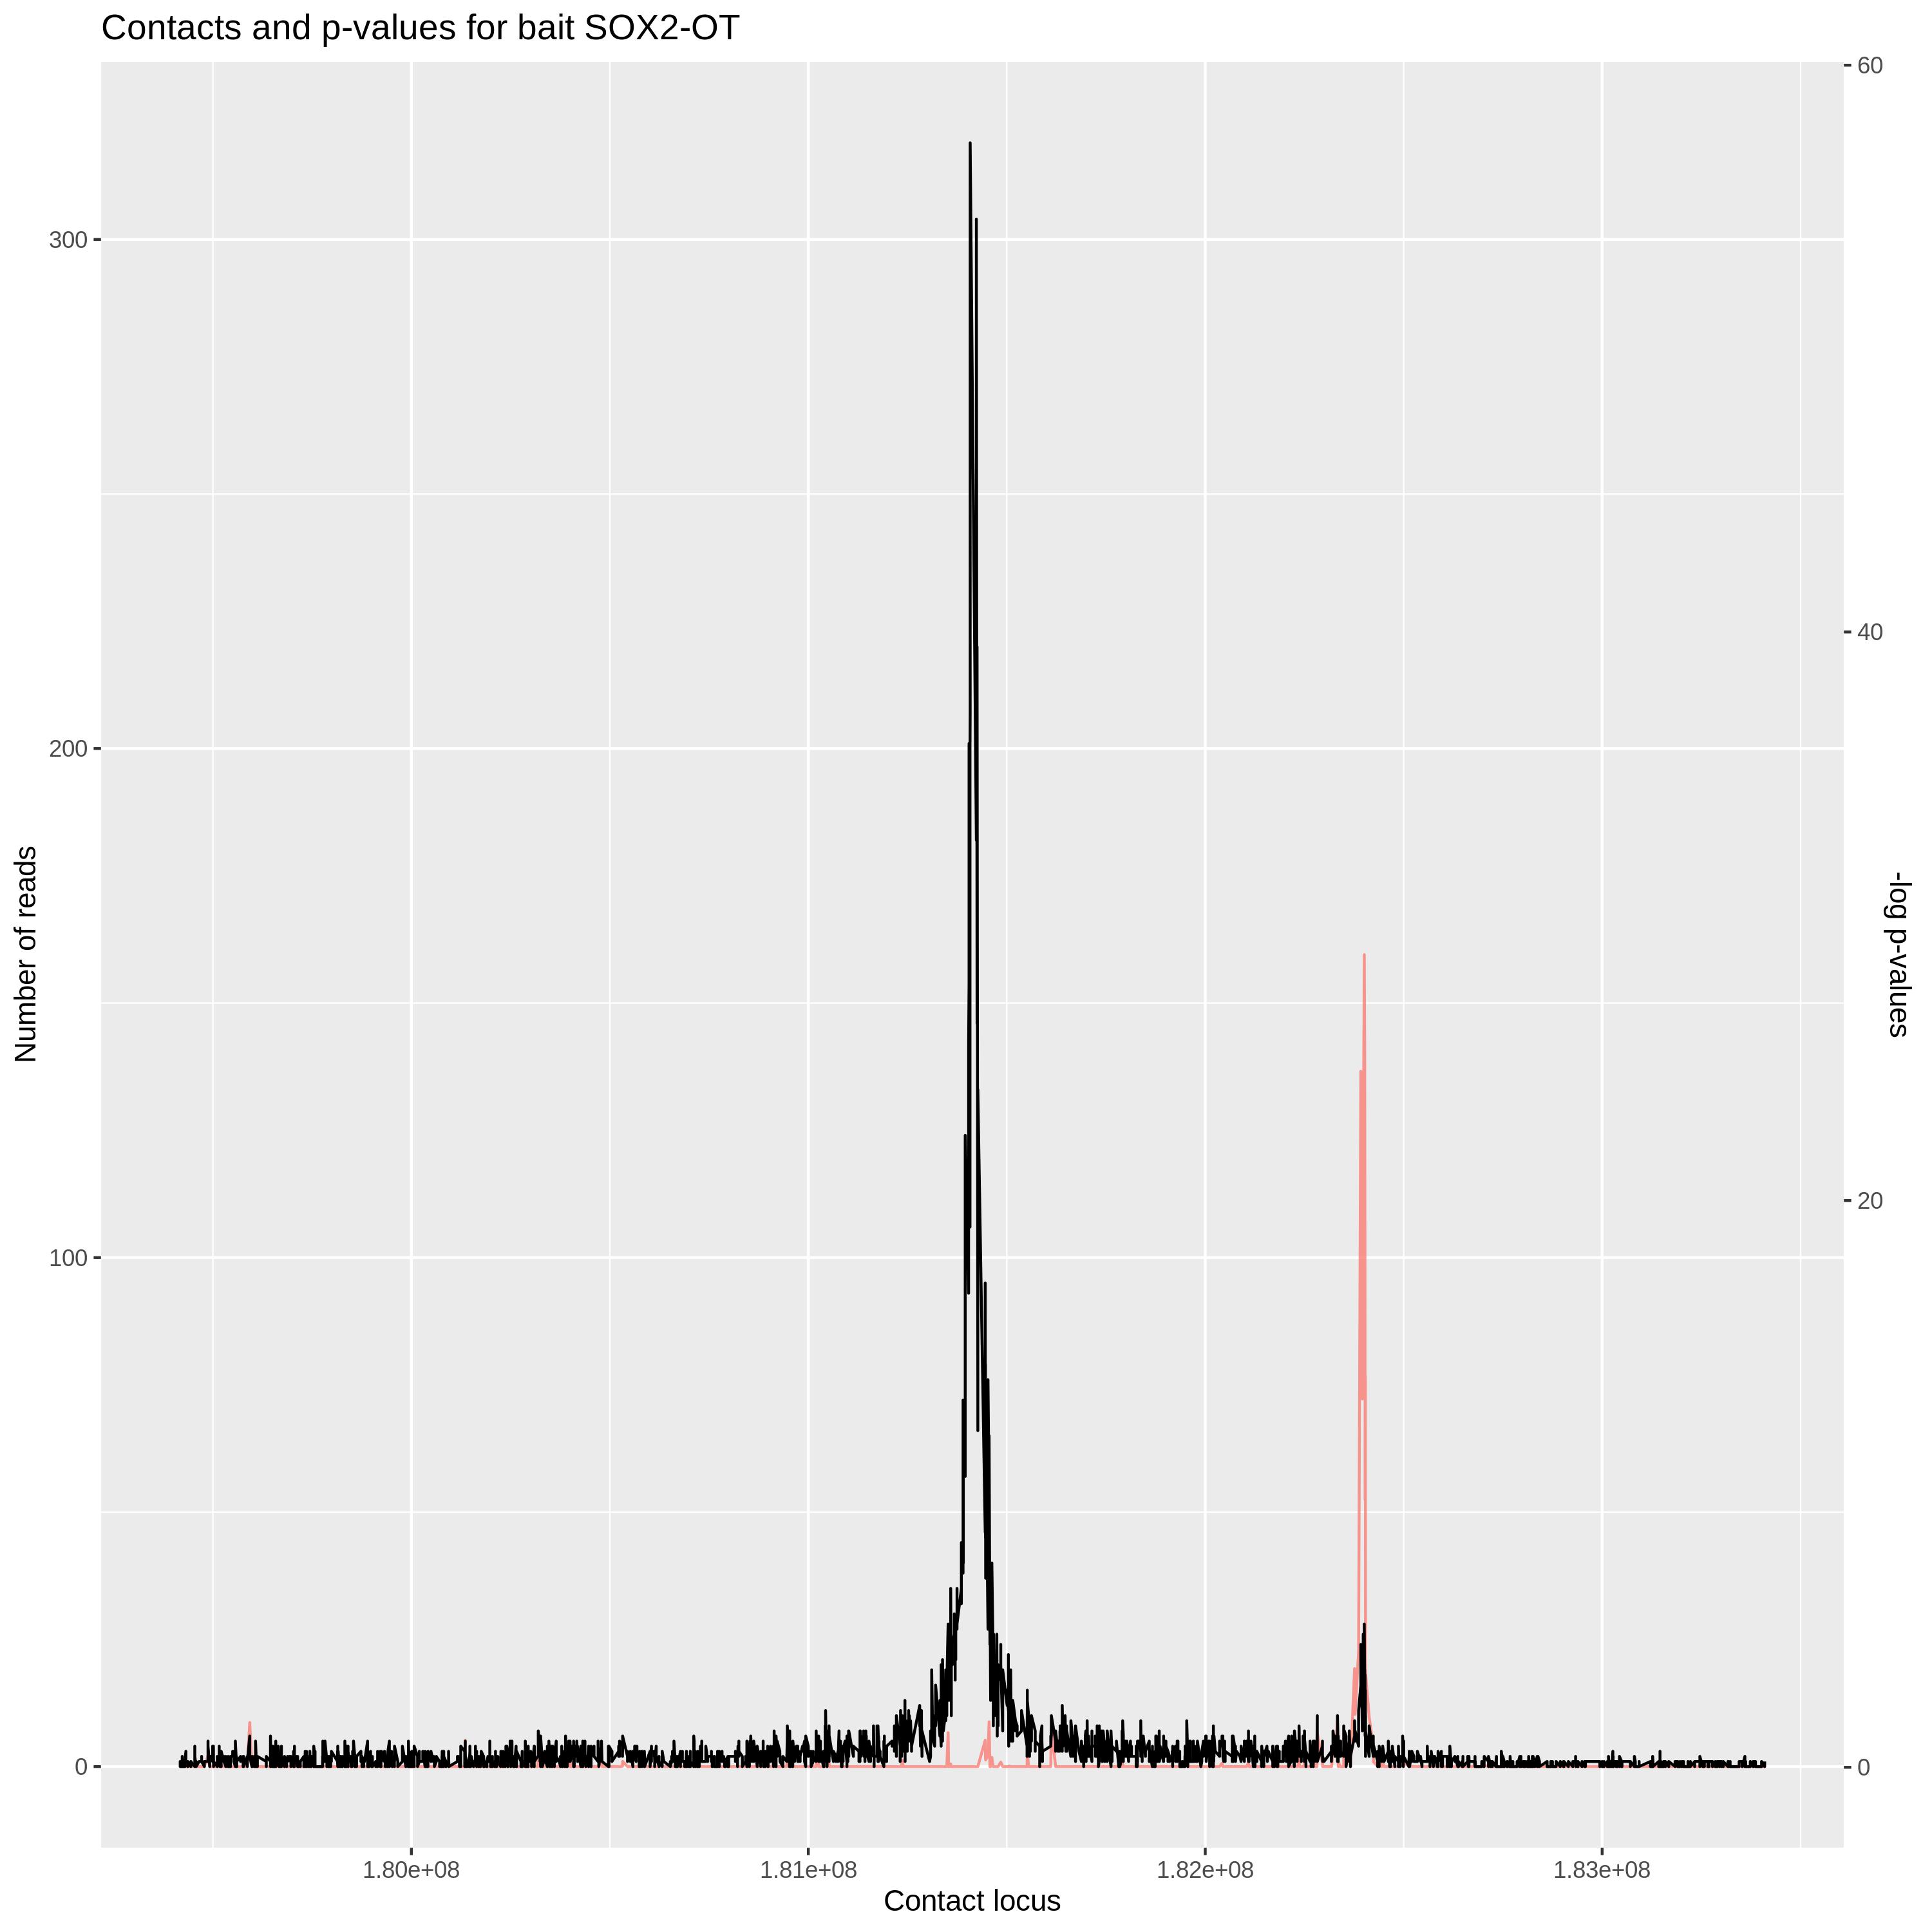 Contacts and p-values for bait SOX2-OT
Number of reads
300
200
100
0
60
40
20
0
-log p-values
1.80e+08
1.81e+08
1.82e+08
1.83e+08
Contact locus